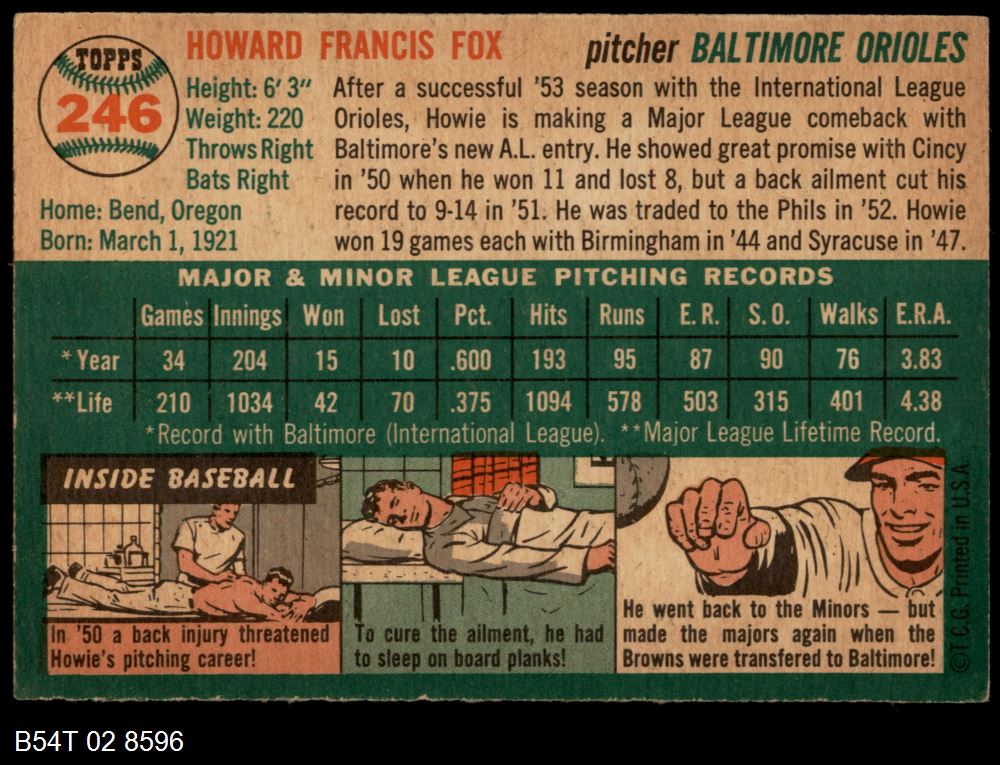 TOPPS
246
HOWARD FRANCIS FOX
pitcher BALTIMORE ORIOLES
Height: 6' 3"
Weight: 220
Throws Right
Bats Right
Home: Bend, Oregon
Born: March 1, 1921
After a successful '53 season with the International League
Orioles, Howie is making a Major League comeback with
Baltimore's new A.L. entry. He showed great promise with Cincy
in '50 when he won 11 and lost 8, but a back ailment cut his
record to 9-14 in '51. He was traded to the Phils in '52. Howie
won 19 games each with Birmingham in '44 and Syracuse in '47.
MAJOR & MINOR LEAGUE PITCHING RECORDS
Games Innings Won Lost Pct. Hits Runs E. R. S. O. Walks E.R.A.
*Year 34 204 15 10 .600 193 95 87 90 76 3.83
**Life 210 1034 42 70 .375 1094 578 503 315 401 4.38
*Record with Baltimore (International League). **Major League Lifetime Record.
INSIDE BASEBALL
In '50 a back injury threatened
Howie's pitching career!
To cure the ailment, he had
to sleep on board planks!
He went back to the Minors — but
made the majors again when the
Browns were transfered to Baltimore!
©T.C.G. Printed in U.S.A.
B54T 02 8596